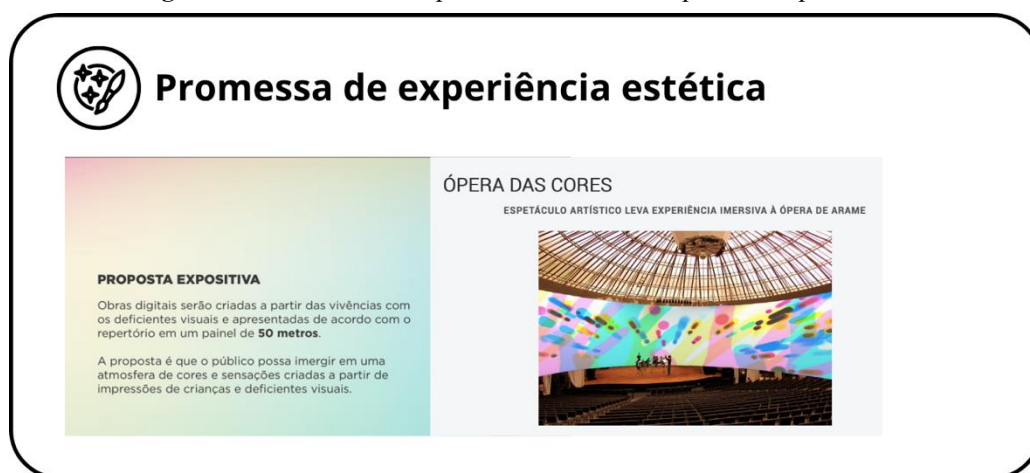 Promessa de experiência estética
PROPOSTA EXPOSITIVA
Obras digitais serão criadas a partir das vivências com
os deficientes visuais e apresentadas de acordo com o
repertório em um painel de 50 metros.
A proposta é que o público possa imergir em uma
atmosfera de cores e sensações criadas a partir de
impressões de crianças e deficientes visuais.
ÓPERA DAS CORES
ESPETÁCULO ARTÍSTICO LEVA EXPERIÊNCIA IMERSIVA À ÓPERA DE ARAME